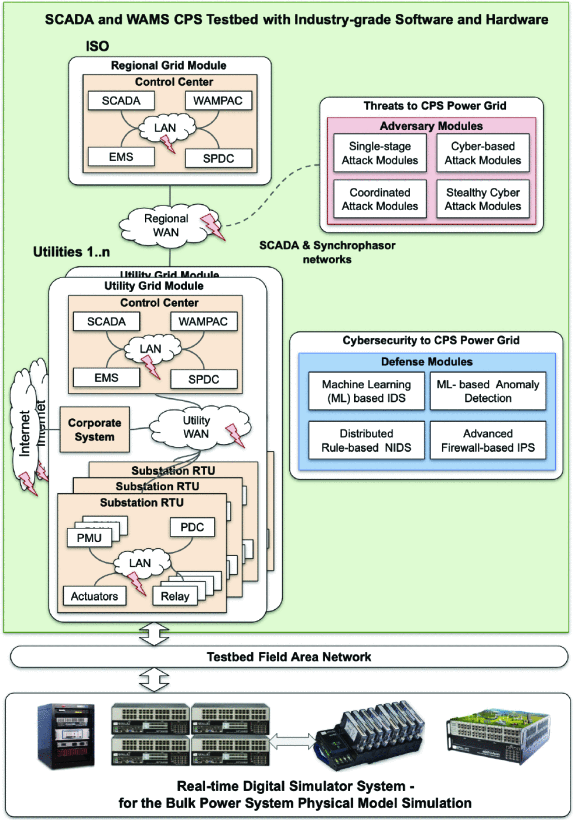 SCADA and WAMS CPS Testbed with Industry-grade Software and Hardware
ISO
Regional Grid Module
Control Center
SCADA
WAMPAC
LAN
EMS
SPDC
Regional
WAN
Threats to CPS Power Grid
Adversary Modules
Single-stage
Attack Modules
Cyber-based
Attack Modules
Coordinated
Attack Modules
Stealthy Cyber
Attack Modules
SCADA & Synchrophasor
networks
Utilities 1..n
Utility Grid Module
Utility Grid Module
Control Center
SCADA
WAMPAC
LAN
EMS
SPDC
Internet
Internet
Corporate
System
Utility
WAN
Cybersecurity to CPS Power Grid
Defense Modules
Machine Learning
(ML) based IDS
ML- based Anomaly
Detection
Distributed
Rule-based NIDS
Advanced
Firewall-based IPS
Substation RTU
Substation RTU
Substation RTU
PMU
PDC
LAN
Actuators
Relay
Testbed Field Area Network
Real-time Digital Simulator System -
for the Bulk Power System Physical Model Simulation